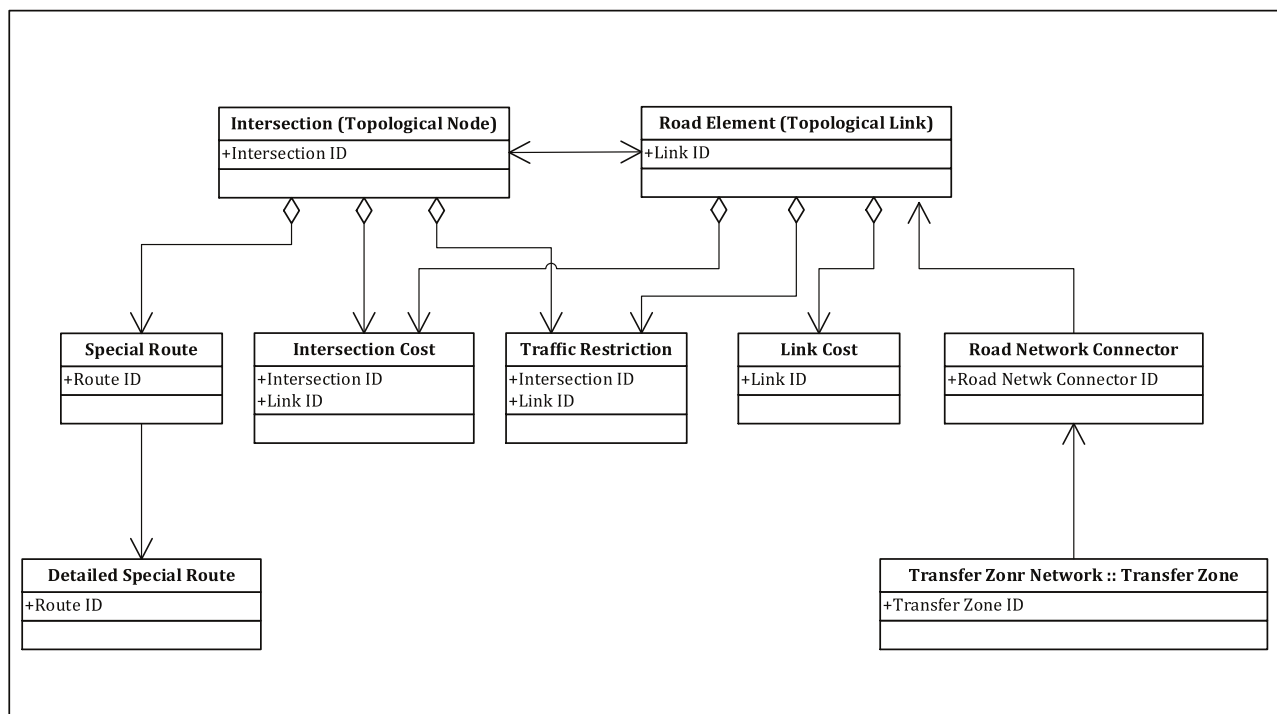 Intersection (Topological Node)
+Intersection ID
Road Element (Topological Link)
+Link ID
Special Route
+Route ID
Intersection Cost
+Intersection ID
+Link ID
Traffic Restriction
+Intersection ID
+Link ID
Link Cost
+Link ID
Road Network Connector
+Road Netwk Connector ID
Detailed Special Route
+Route ID
Transfer Zonr Network :: Transfer Zone
+Transfer Zone ID